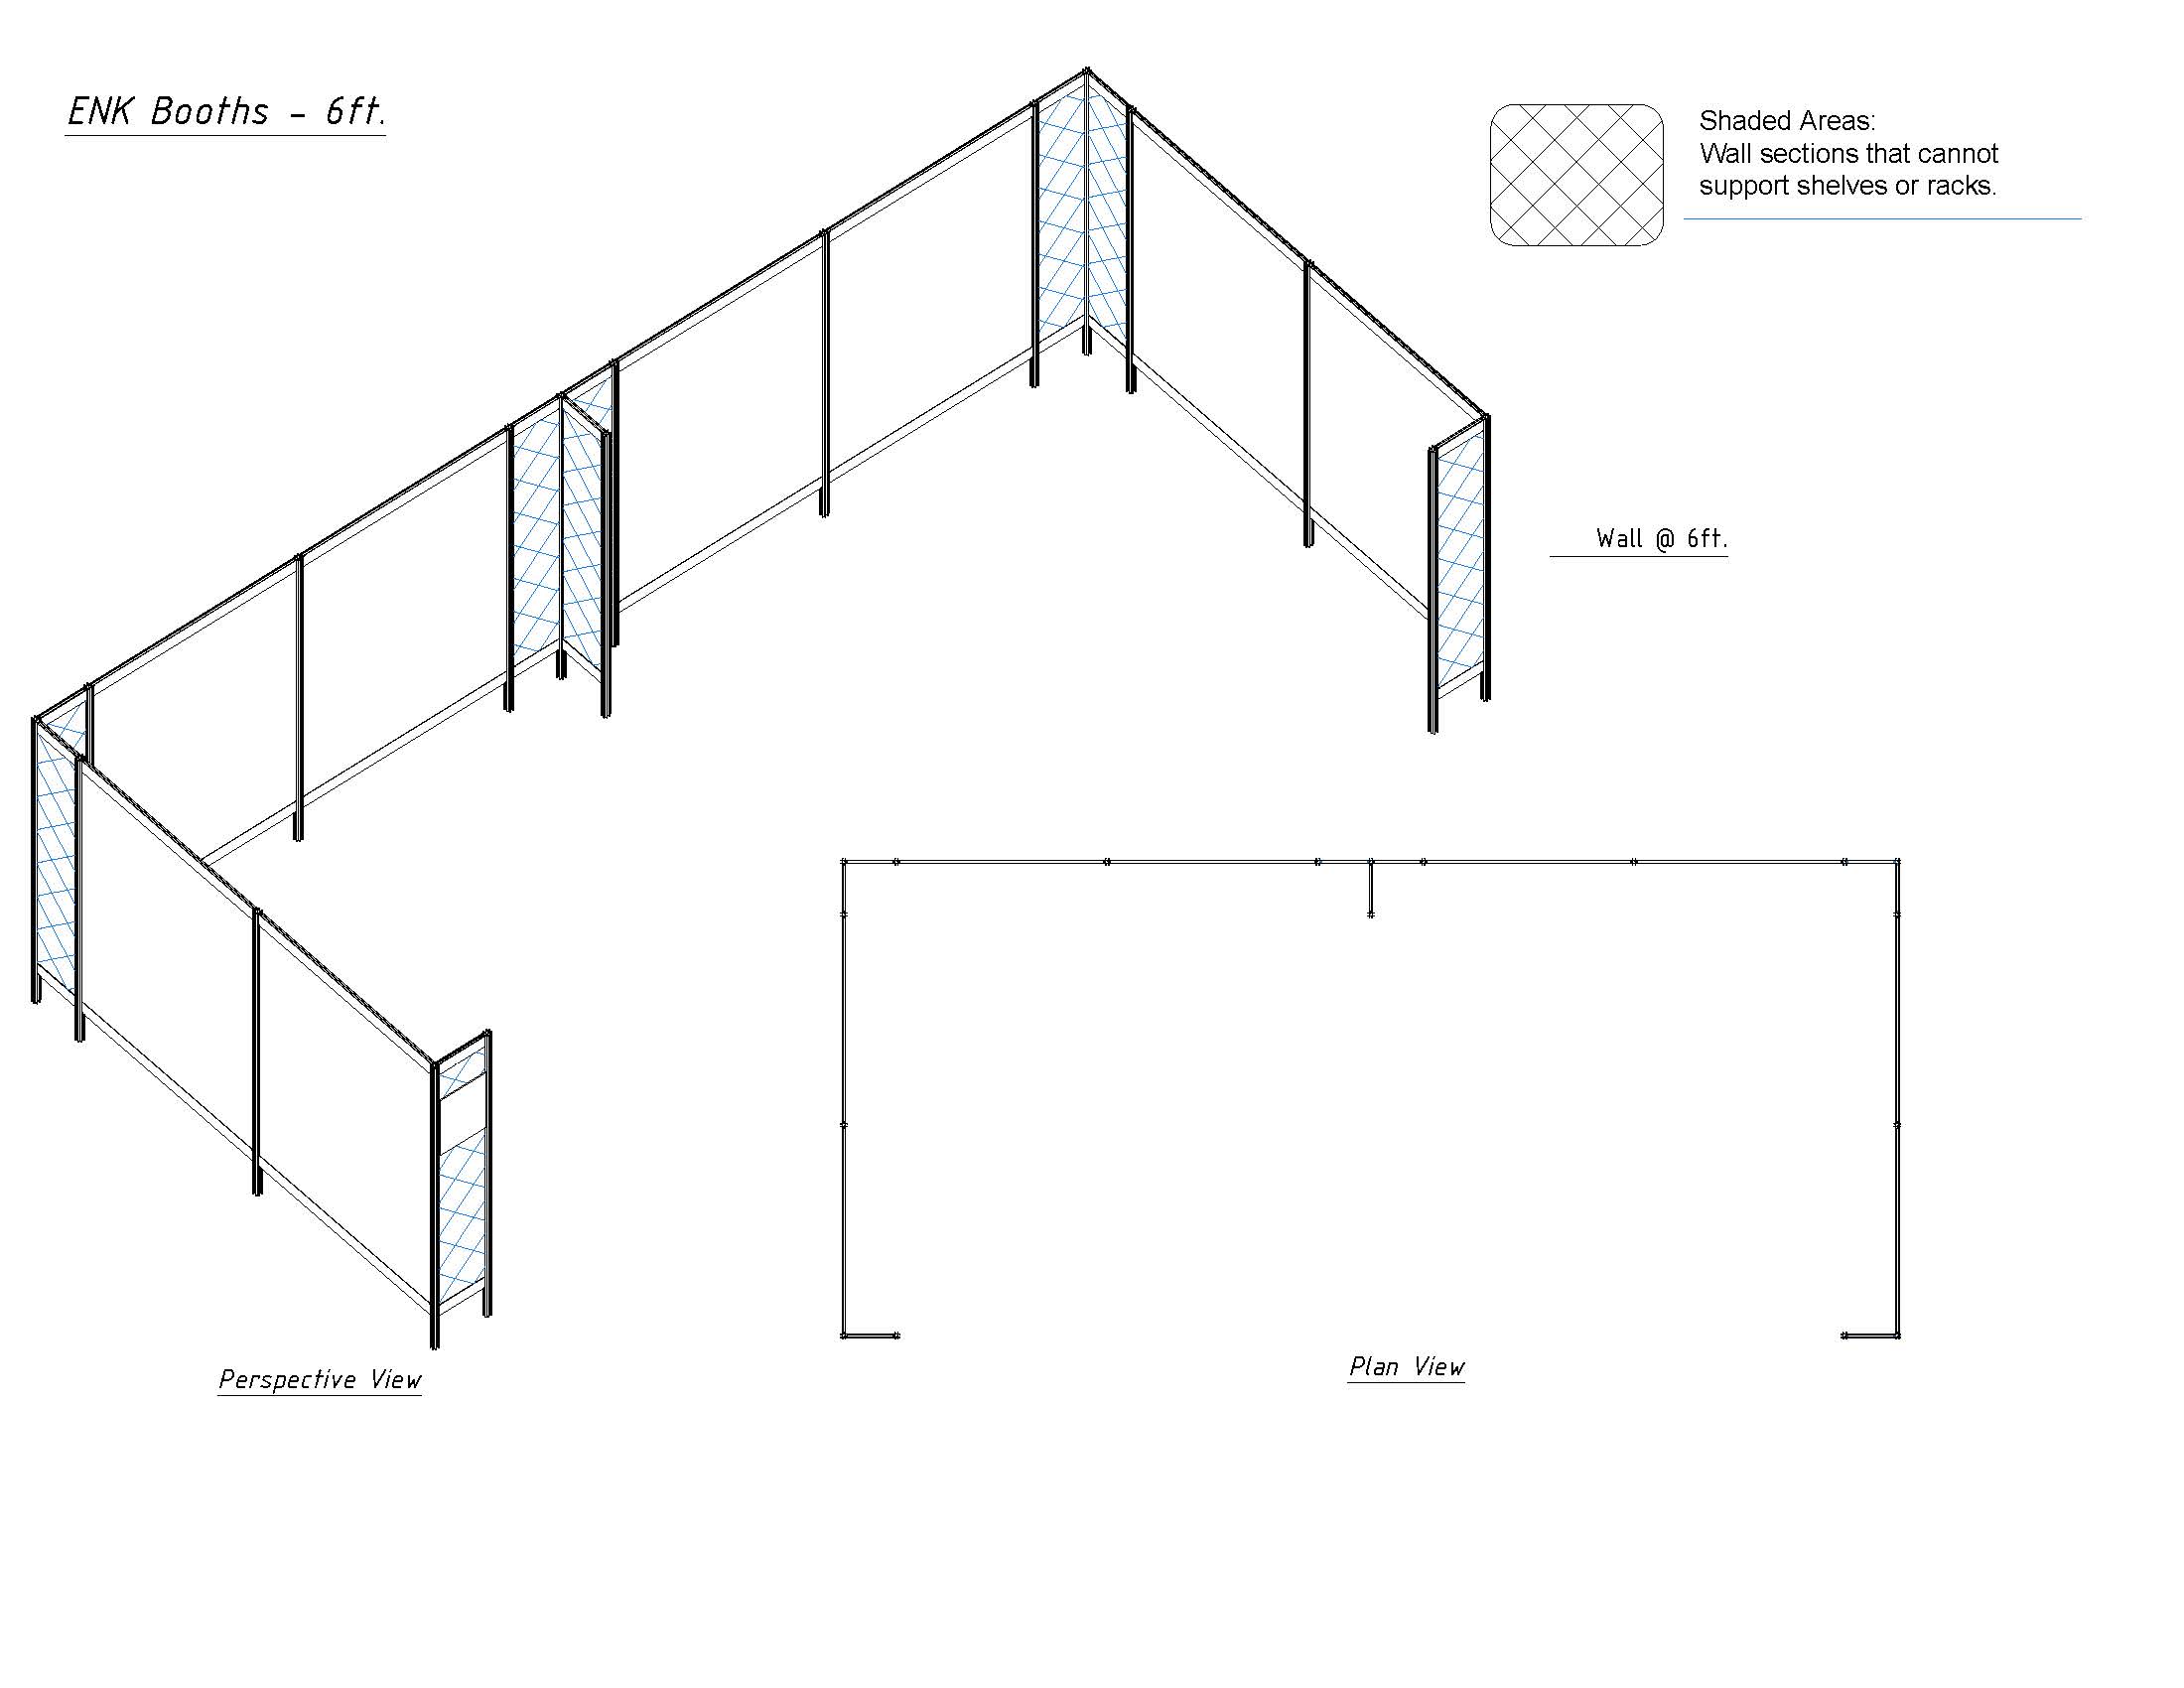 ENK Booths - 6ft.
Shaded Areas:
Wall sections that cannot
support shelves or racks.
Wall @ 6ft.
Plan View
Perspective View